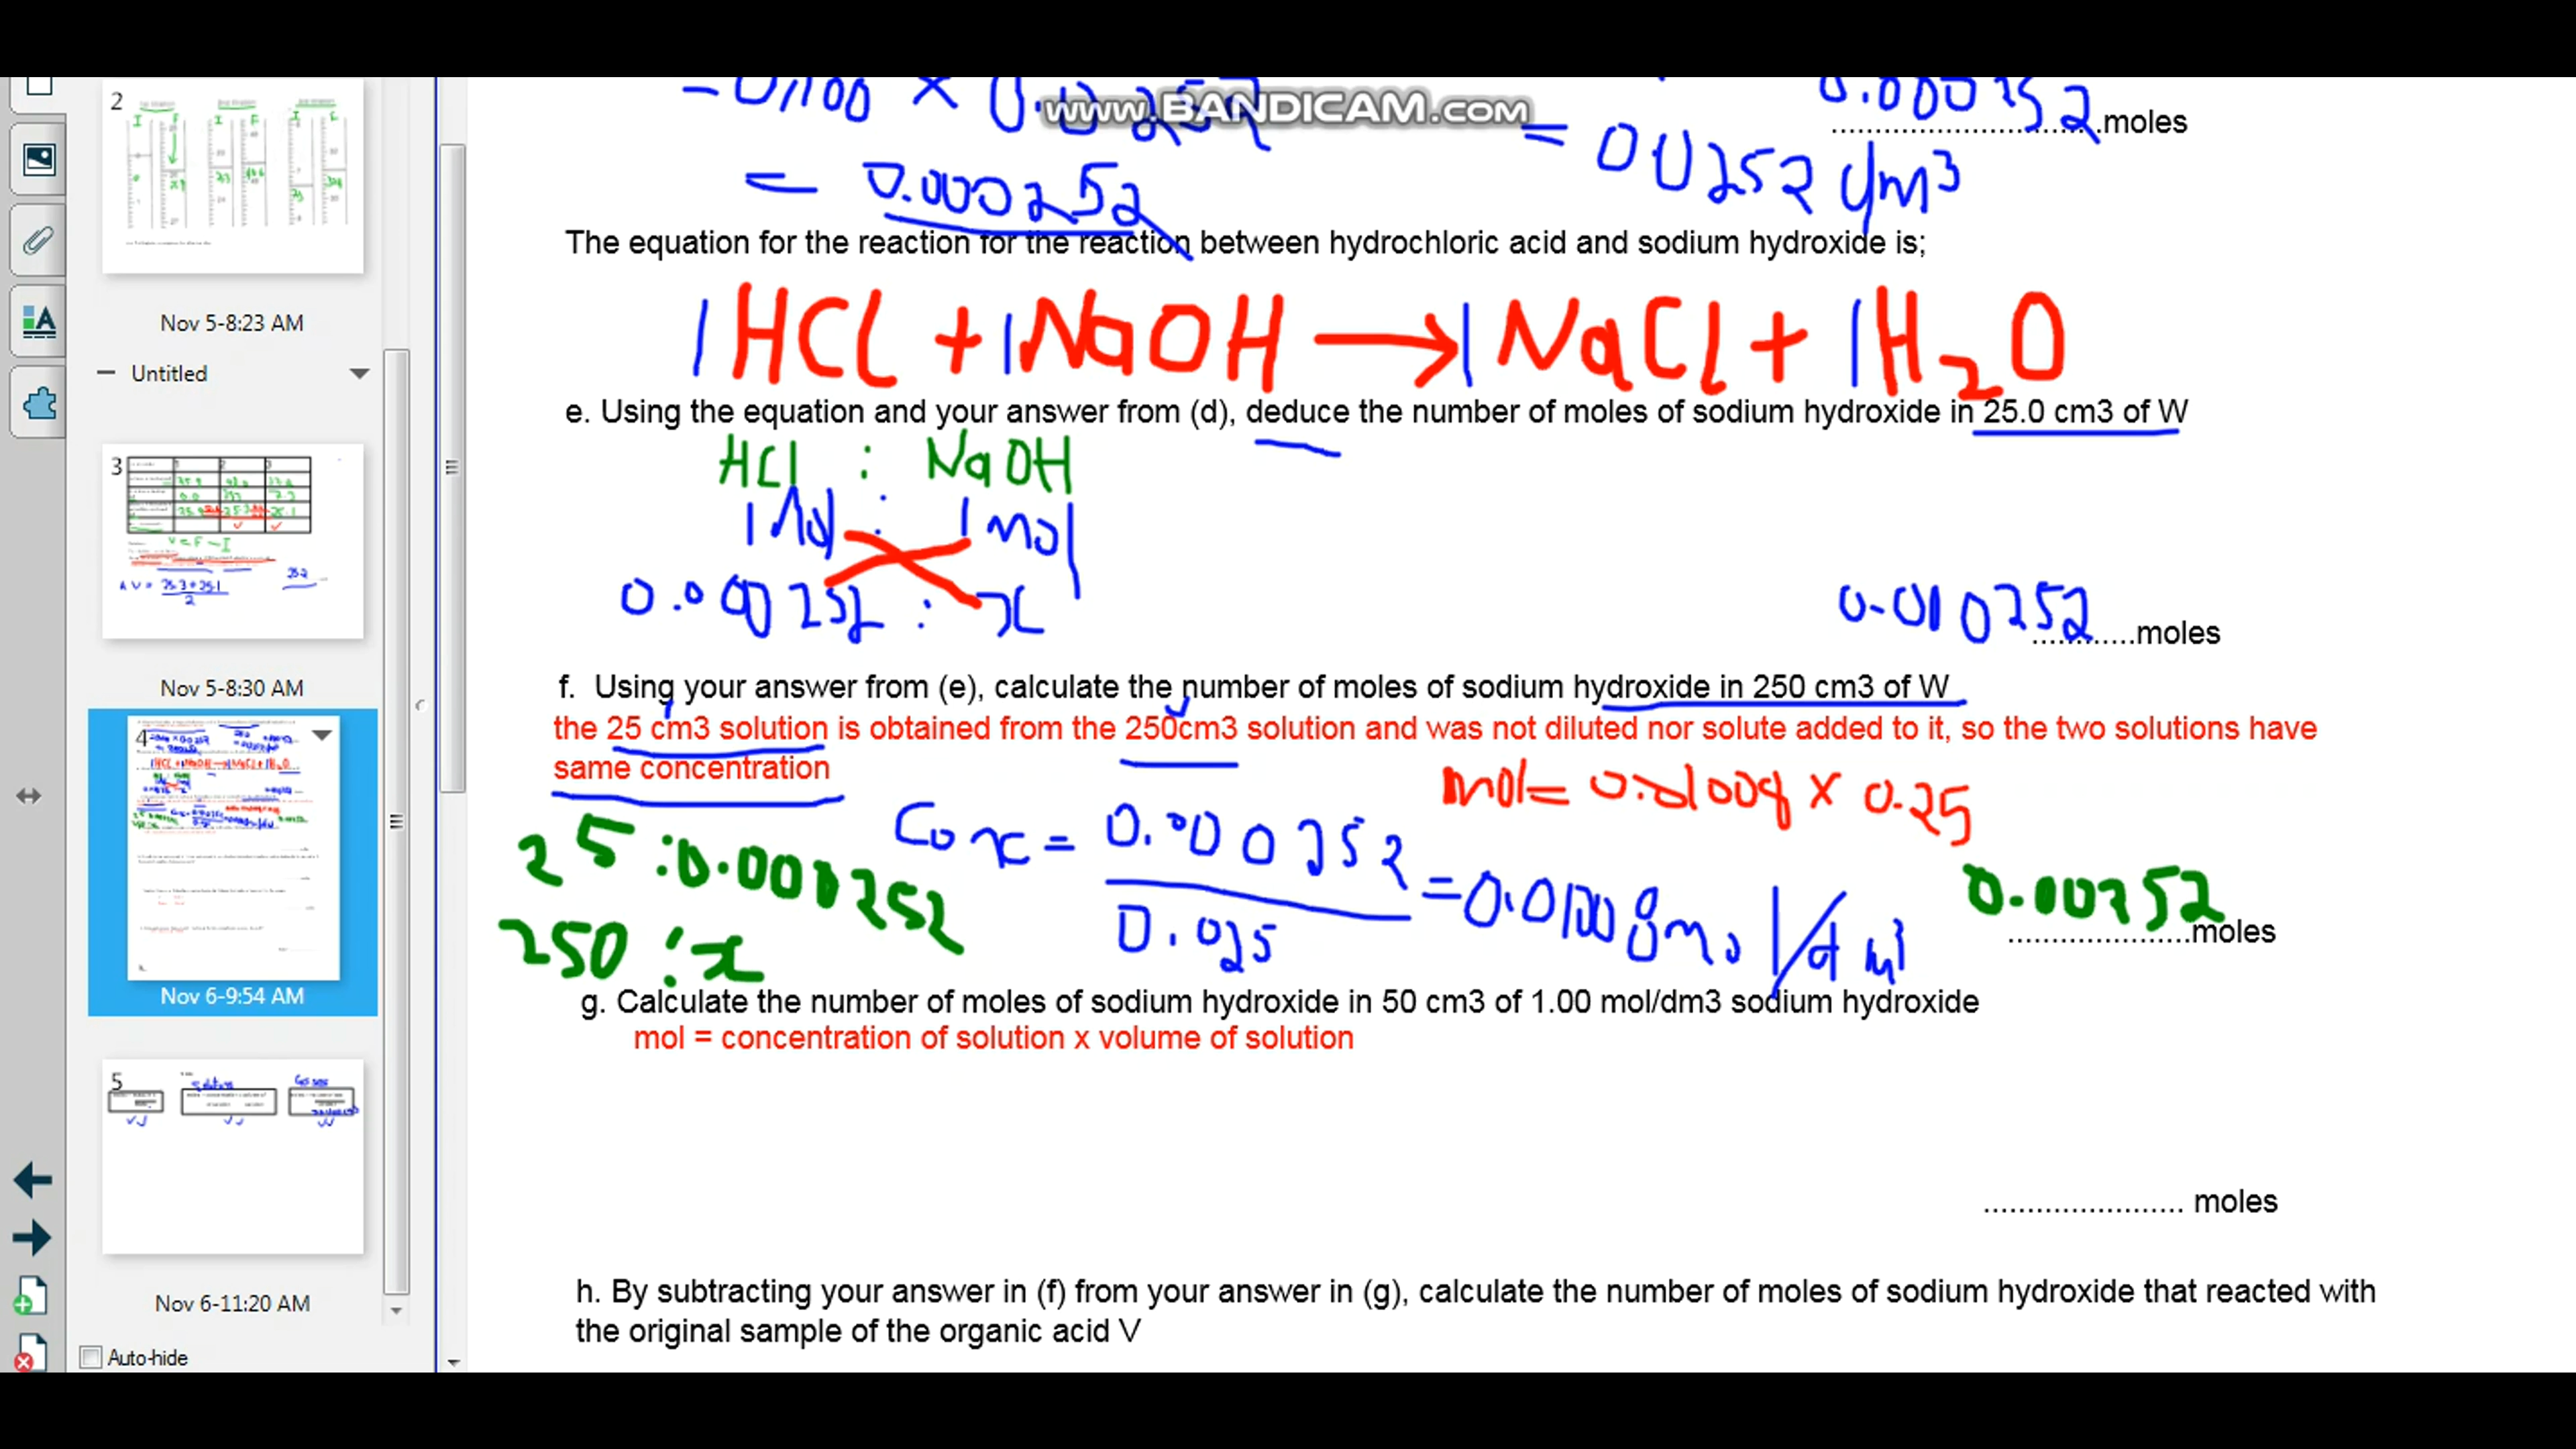 www.BANDICAM.com
2
Nov 5-8:23 AM
Untitled
3
Nov 5-8:30 AM
4
Nov 6-9:54 AM
5
Nov 6-11:20 AM
Auto-hide
0.000252
moles
= 0.000252
The equation for the reaction for the reaction between hydrochloric acid and sodium hydroxide is;
1HCl + 1NaOH → 1NaCl + 1H2O
e. Using the equation and your answer from (d), deduce the number of moles of sodium hydroxide in 25.0 cm3 of W
HCl : NaOH
1 mol : 1 mol
0.000252 : x
............moles
f. Using your answer from (e), calculate the number of moles of sodium hydroxide in 250 cm3 of W
the 25 cm3 solution is obtained from the 250cm3 solution and was not diluted nor solute added to it, so the two solutions have
same concentration
mol = 0.01008 x 0.25
25 : 0.000252
250 : x
0.000252
0.025
= 0.01008 mol/dm3
0.00252
.....................moles
g. Calculate the number of moles of sodium hydroxide in 50 cm3 of 1.00 mol/dm3 sodium hydroxide
mol = concentration of solution x volume of solution
....................... moles
h. By subtracting your answer in (f) from your answer in (g), calculate the number of moles of sodium hydroxide that reacted with
the original sample of the organic acid V